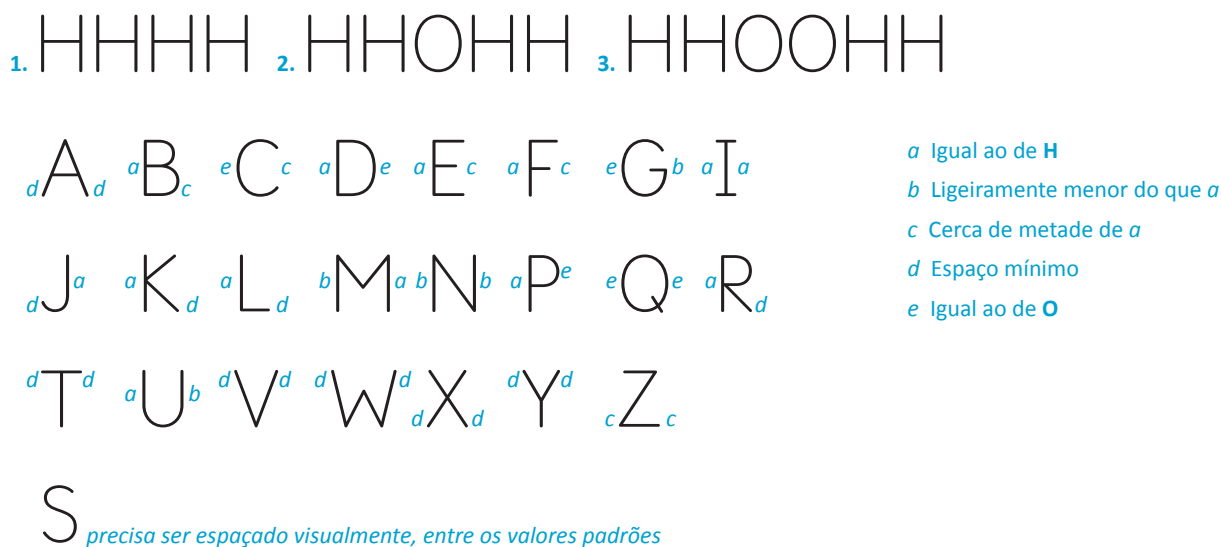 1. HHHH 2. HHOHH 3. HHOOHH
dAd aBc eCc aDe aEc aFc eGb aIa
a Igual ao de H
b Ligeiramente menor do que a
c Cerca de metade de a
dJa aKd aLd bMa bNb aPe eQe aRd
d Espaço mínimo
e Igual ao de O
dTd aUb dVd dWd dXd dYd cZc
S precisa ser espaçado visualmente, entre os valores padrões